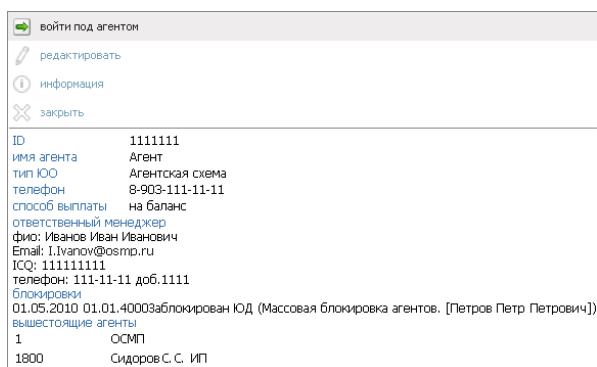 войти под агентом
редактировать
информация
закрыть
ID 1111111
имя агента Агент
тип ЮО Агентская схема
телефон 8-903-111-11-11
способ выплаты на баланс
ответственный менеджер
фио: Иванов Иван Иванович
Email: I.Ivanov@osmp.ru
ICQ: 111111111
телефон: 111-11-11 доб.1111
блокировки
01.05.2010 01.01.4000Заблокирован ЮД (Массовая блокировка агентов. [Петров Петр Петрович])
вышестоящие агенты
1 ОСМП
1800 Сидоров С. С. ИП